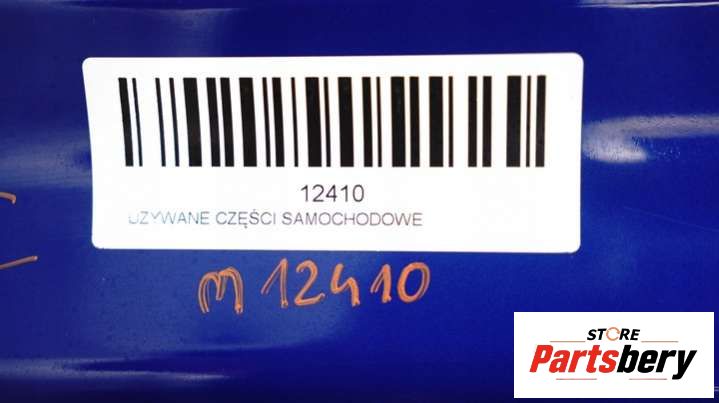 12410
UŻYWANE CZĘŚCI SAMOCHODOWE
m 12410
STORE
Partsbery